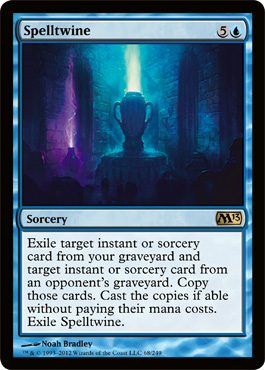 Spelltwine 5
Sorcery M13
Exile target instant or sorcery
card from your graveyard and
target instant or sorcery card from
an opponent's graveyard. Copy
those cards. Cast the copies if able
without paying their mana costs.
Exile Spelltwine.
Noah Bradley
™ & © 1993–2012 Wizards of the Coast LLC 68/249